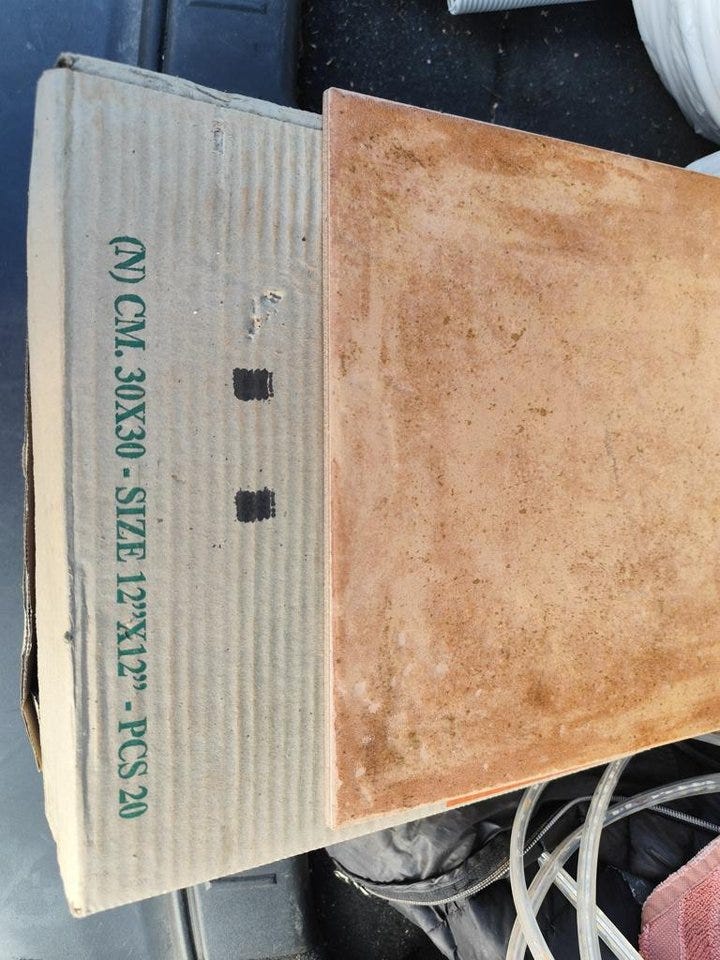 (N) CM. 30X30 - SIZE 12”X12” - PCS 20